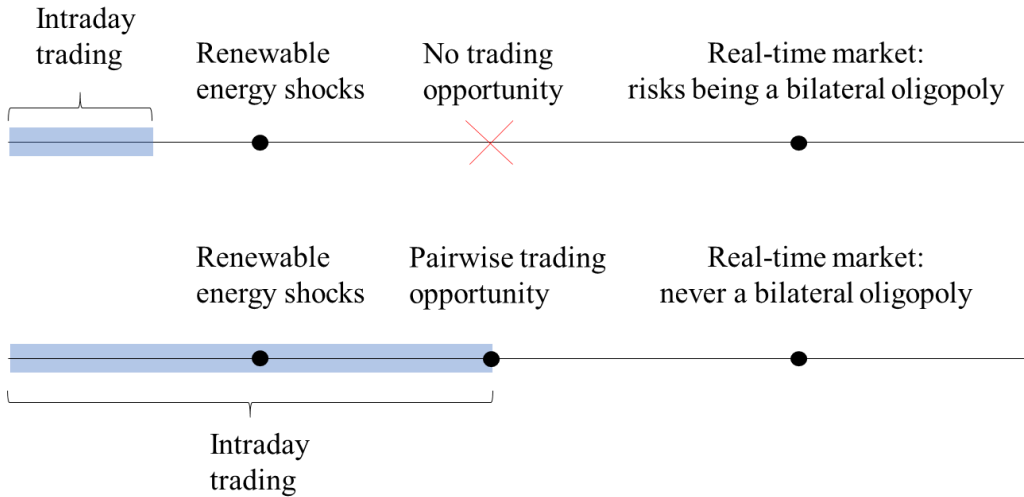 Intraday
trading
Renewable
energy shocks
No trading
opportunity
Real-time market:
risks being a bilateral oligopoly
Renewable
energy shocks
Pairwise trading
opportunity
Real-time market:
never a bilateral oligopoly
Intraday
trading